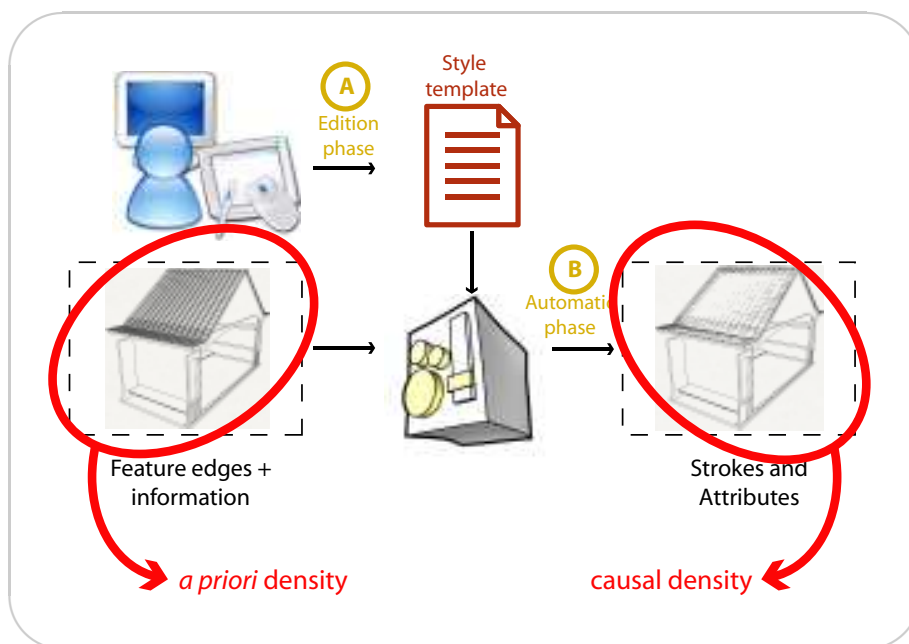 A
Edition
phase
Style
template
B
Automatic
phase
Feature edges +
information
Strokes and
Attributes
a priori density
causal density